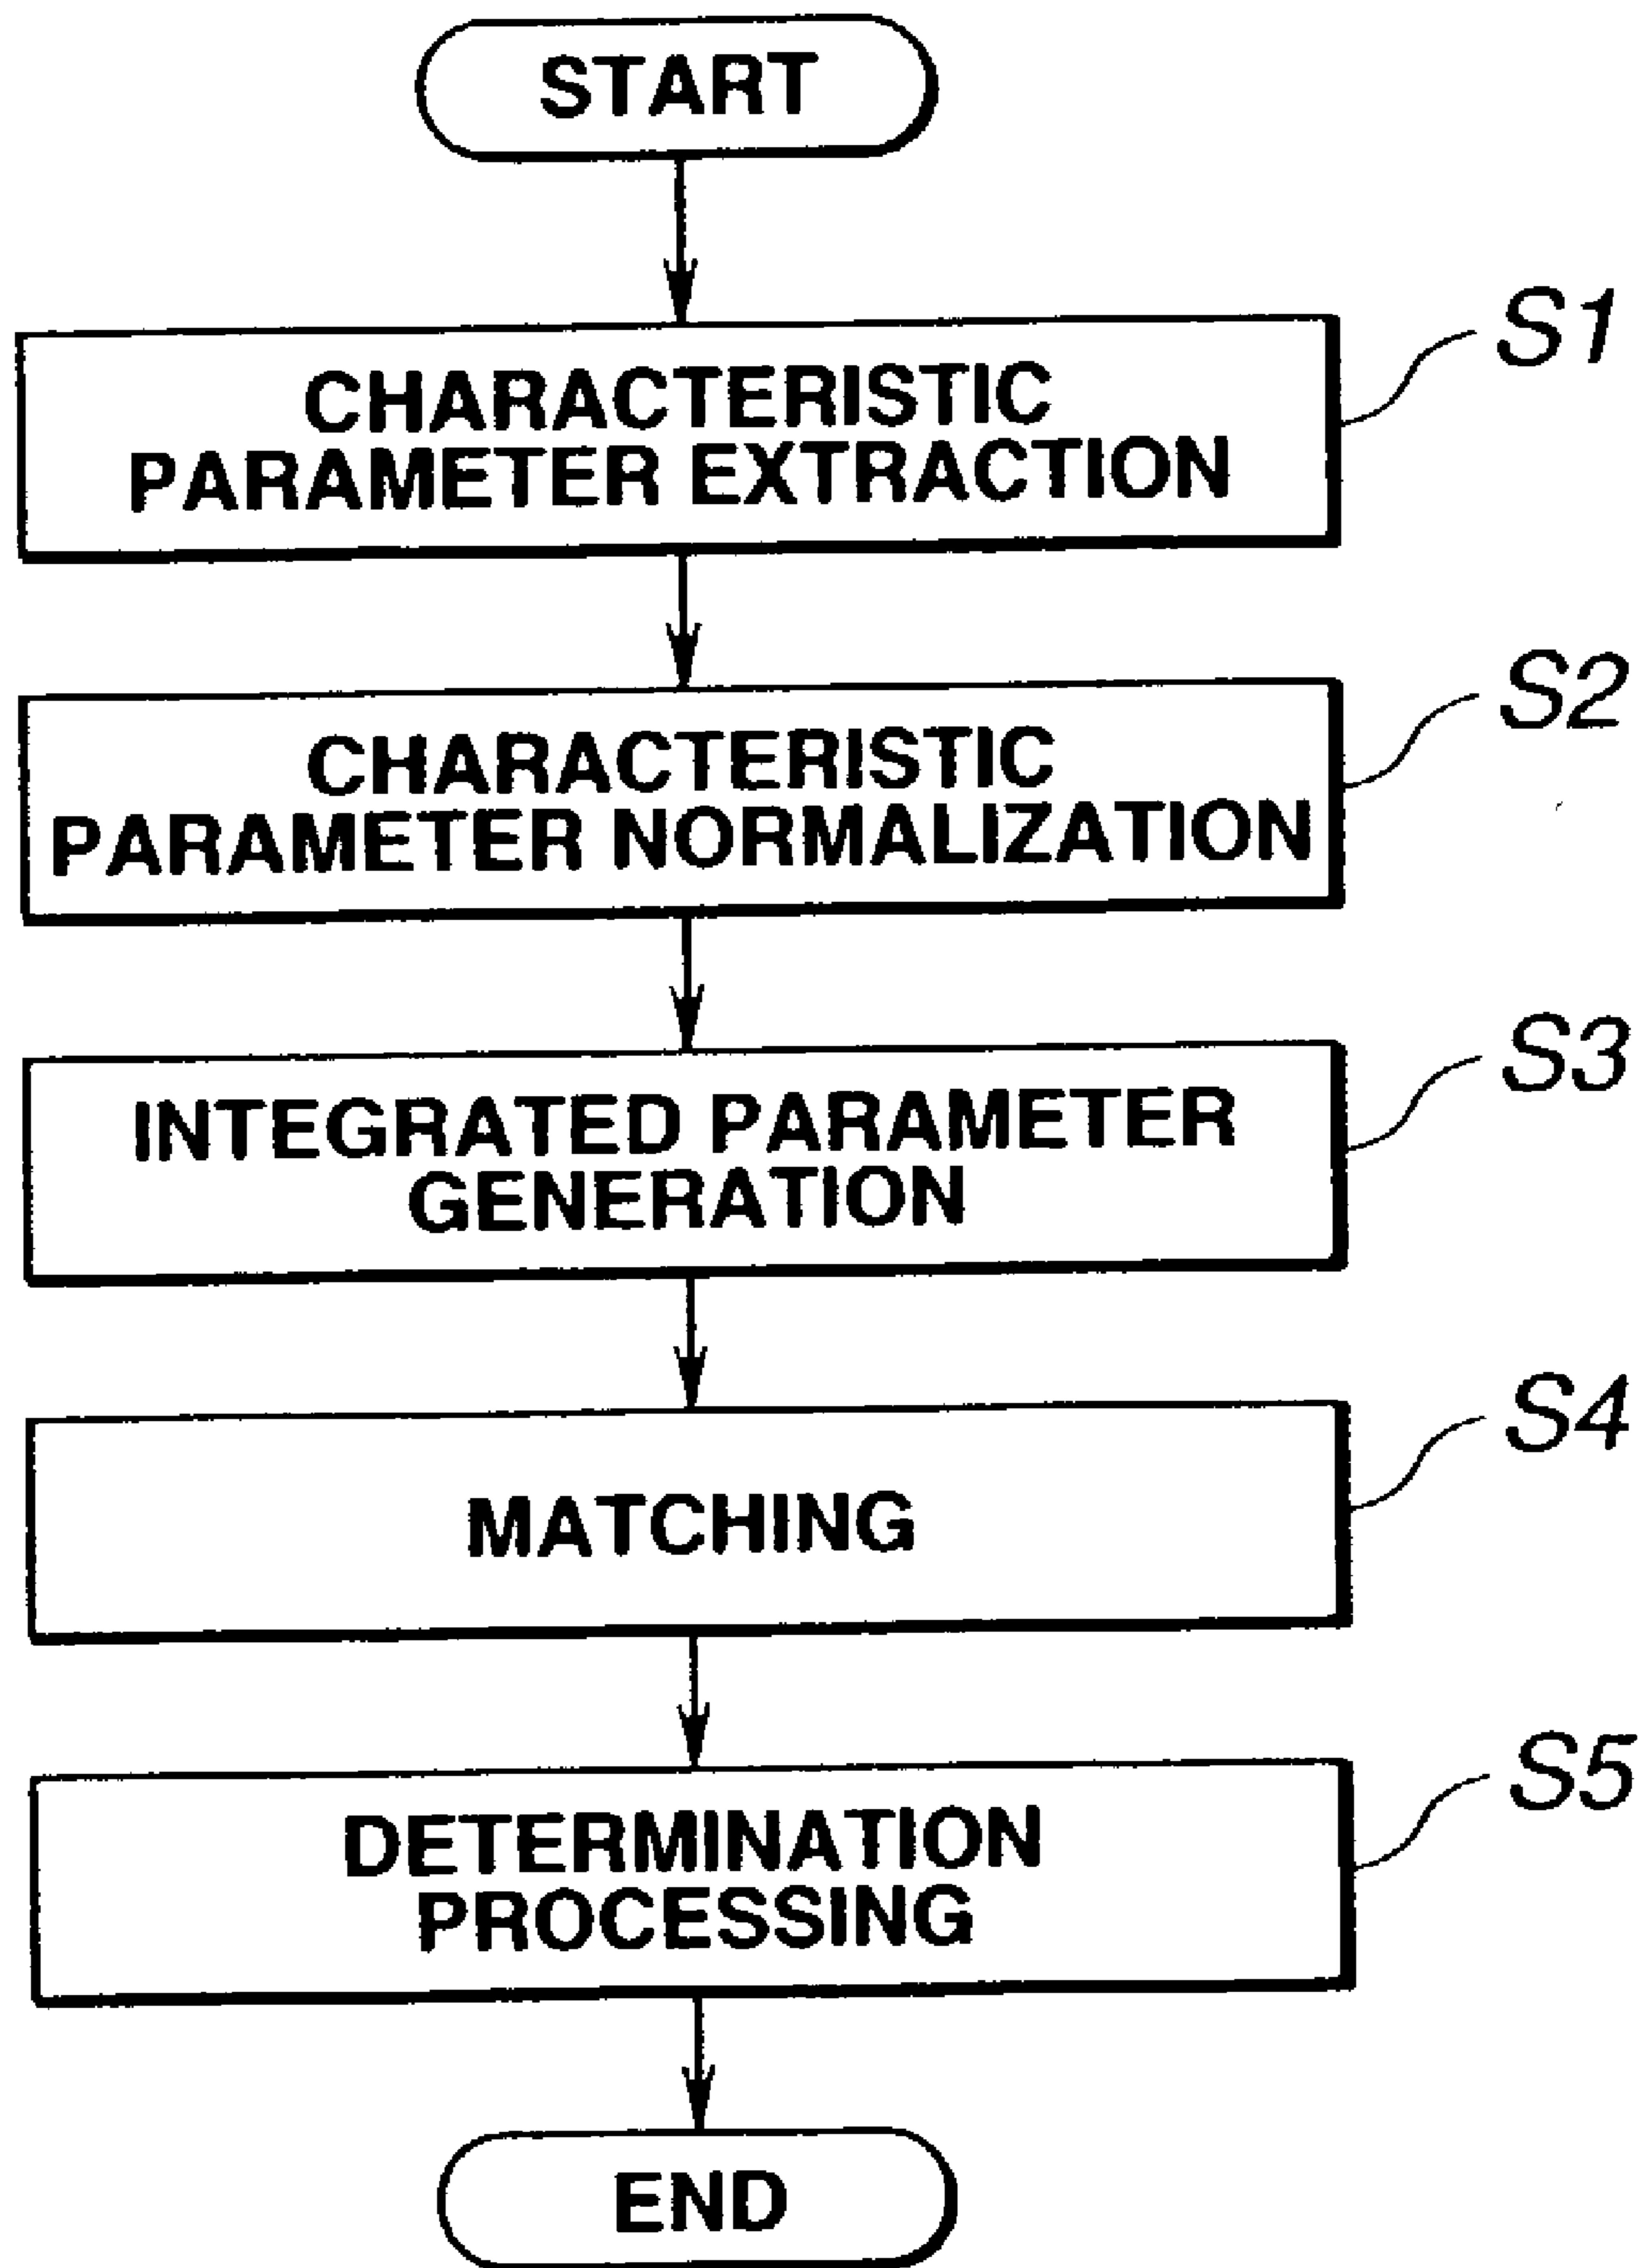 START
S1
CHARACTERISTIC
PARAMETER EXTRACTION
S2
CHARACTERISTIC
PARAMETER NORMALIZATION
S3
INTEGRATED PARAMETER
GENERATION
S4
MATCHING
S5
DETERMINATION
PROCESSING
END